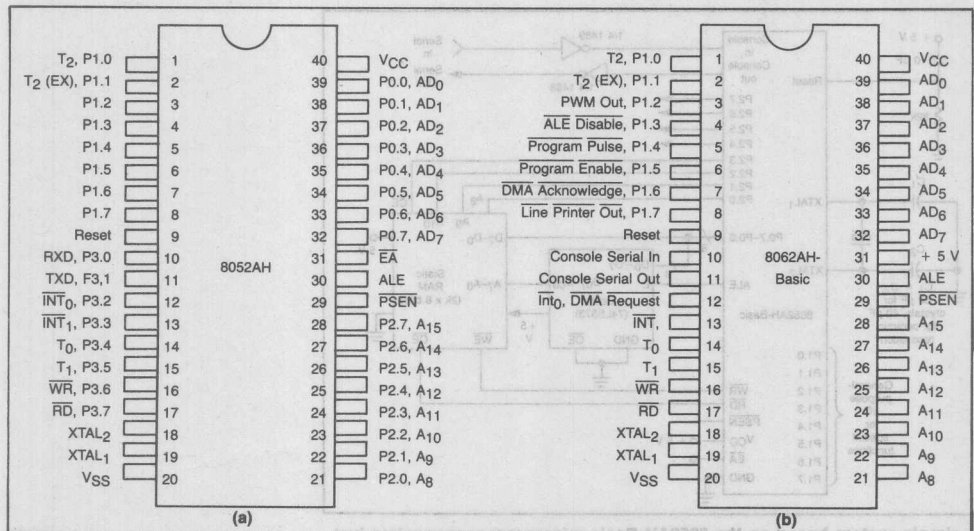 T2, P1.0 1 40 VCC
T2 (EX), P1.1 2 39 P0.0, AD0
P1.2 3 38 P0.1, AD1
P1.3 4 37 P0.2, AD2
P1.4 5 36 P0.3, AD3
P1.5 6 35 P0.4, AD4
P1.6 7 34 P0.5, AD5
P1.7 8 33 P0.6, AD6
Reset 9 32 P0.7, AD7
RXD, P3.0 10 31 EA
TXD, F3,1 11 30 ALE
INT0, P3.2 12 29 PSEN
INT1, P3.3 13 28 P2.7, A15
T0, P3.4 14 27 P2.6, A14
T1, P3.5 15 26 P2.5, A13
WR, P3.6 16 25 P2.4, A12
RD, P3.7 17 24 P2.3, A11
XTAL2 18 23 P2.2, A10
XTAL1 19 22 P2.1, A9
VSS 20 21 P2.0, A8
8052AH
(a)
T2, P1.0 1 40 VCC
T2 (EX), P1.1 2 39 AD0
PWM Out, P1.2 3 38 AD1
ALE Disable, P1.3 4 37 AD2
Program Pulse, P1.4 5 36 AD3
Program Enable, P1.5 6 35 AD4
DMA Acknowledge, P1.6 7 34 AD5
Line Printer Out, P1.7 8 33 AD6
Reset 9 32 AD7
Console Serial In 10 31 + 5 V
Console Serial Out 11 30 ALE
Int0, DMA Request 12 29 PSEN
INT, 13 28 A15
T0 14 27 A14
T1 15 26 A13
WR 16 25 A12
RD 17 24 A11
XTAL2 18 23 A10
XTAL1 19 22 A9
VSS 20 21 A8
8062AH-
Basic
(b)